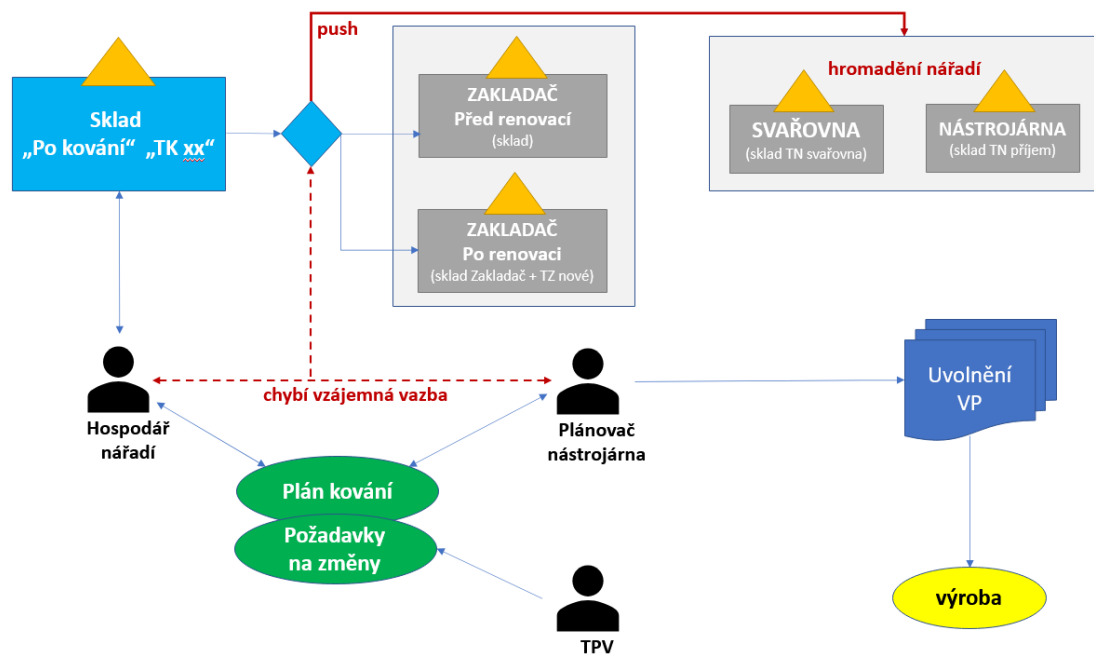 push
Sklad
„Po kování“ „TK xx“
ZAKLADAČ
Před renovací
(sklad)
ZAKLADAČ
Po renovaci
(sklad Zakladač + TZ nové)
hromadění nářadí
SVAŘOVNA
(sklad TN svařovna)
NÁSTROJÁRNA
(sklad TN příjem)
chybí vzájemná vazba
Hospodář
nářadí
Plánovač
nástrojárna
Uvolnění
VP
Plán kování
Požadavky
na změny
TPV
výroba